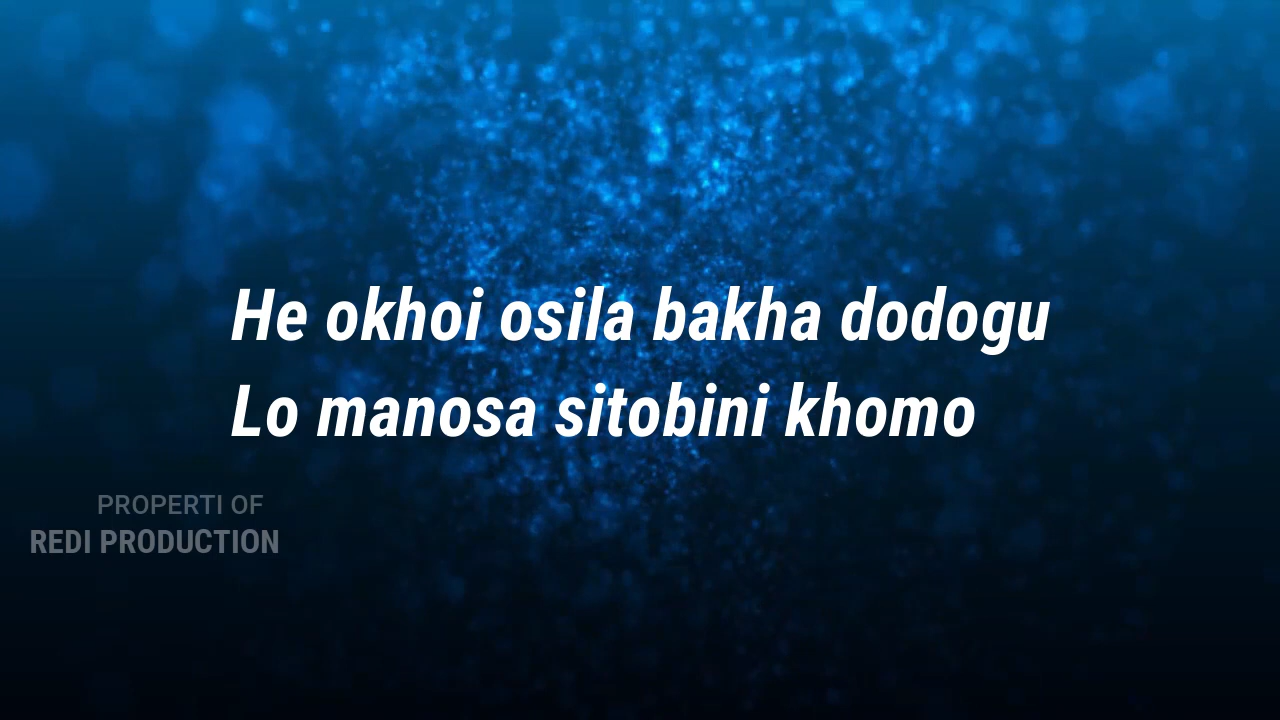 He okhoi osila bakha dodogu
Lo manosa sitobini khomo
PROPERTI OF
REDI PRODUCTION